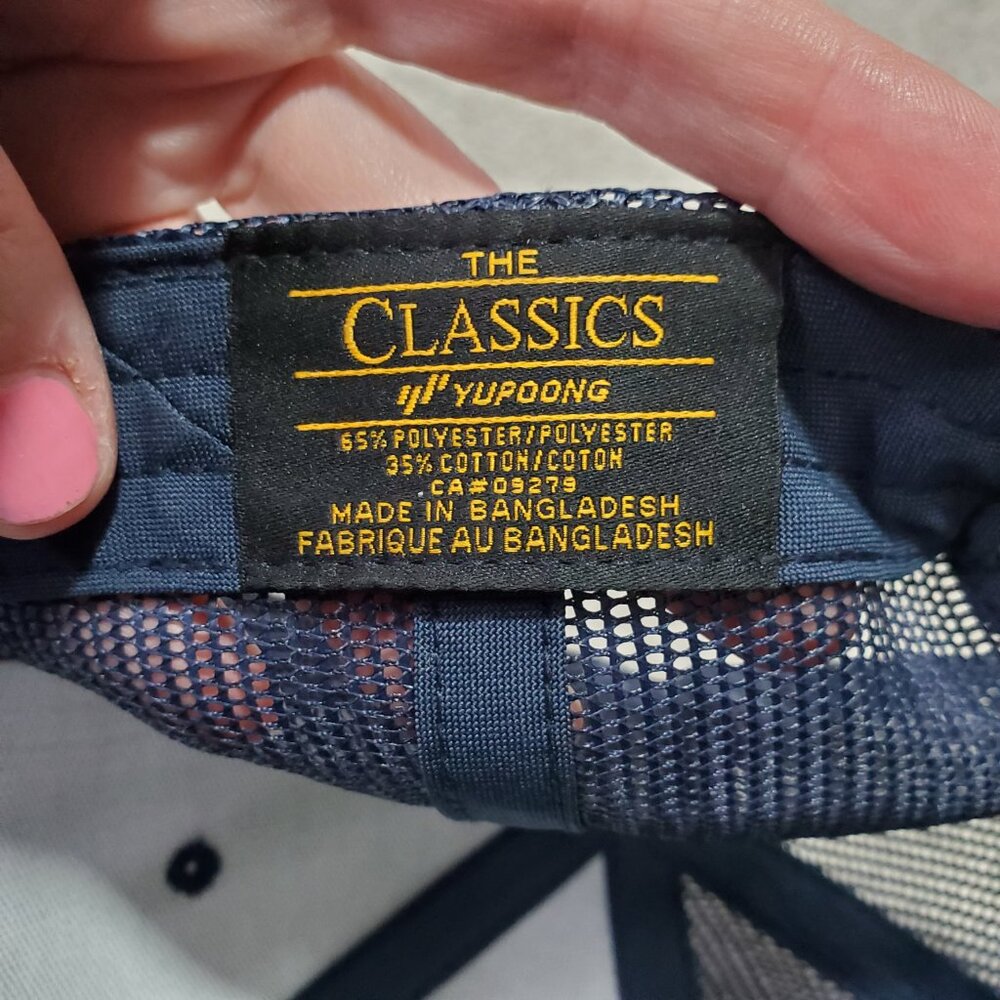 THE
CLASSICS
YUPOONG
65% POLYESTER/POLYESTER
35% COTTON/COTON
CA#09279
MADE IN BANGLADESH
FABRIQUE AU BANGLADESH